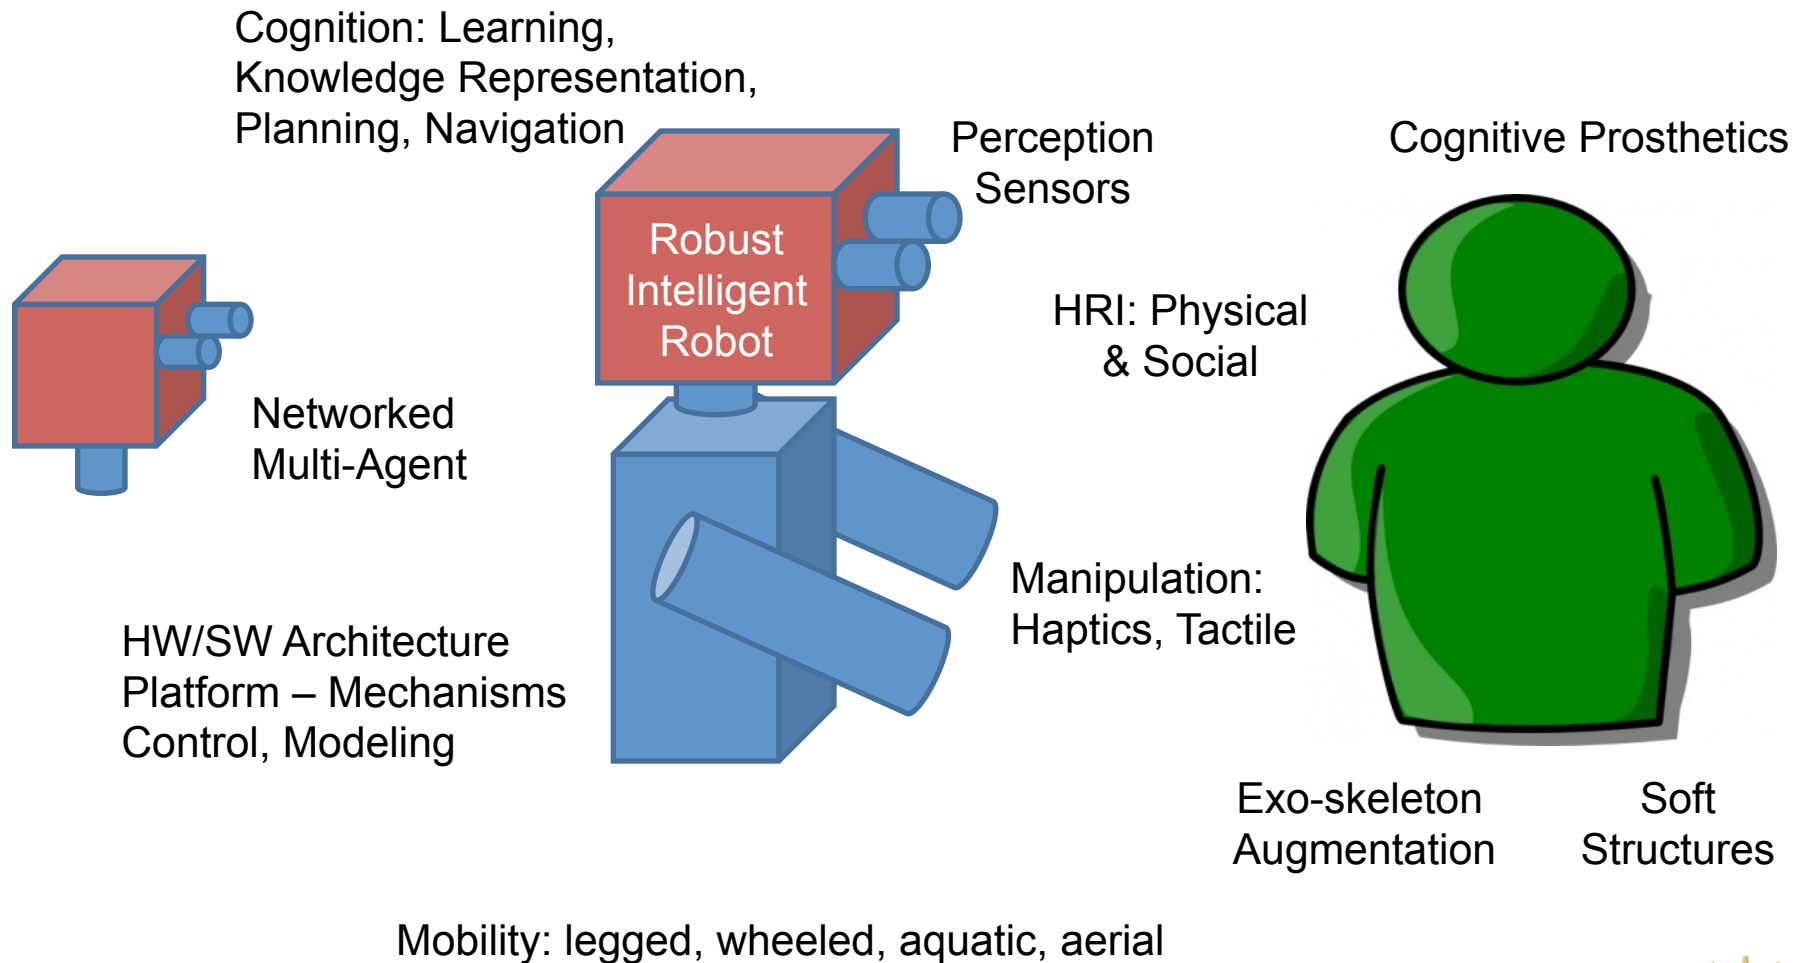 Cognition: Learning,
Knowledge Representation,
Planning, Navigation
Perception
Sensors
Cognitive Prosthetics
Robust
Intelligent
Robot
HRI: Physical
& Social
Networked
Multi-Agent
Manipulation:
Haptics, Tactile
HW/SW Architecture
Platform – Mechanisms
Control, Modeling
Exo-skeleton
Augmentation
Soft
Structures
Mobility: legged, wheeled, aquatic, aerial